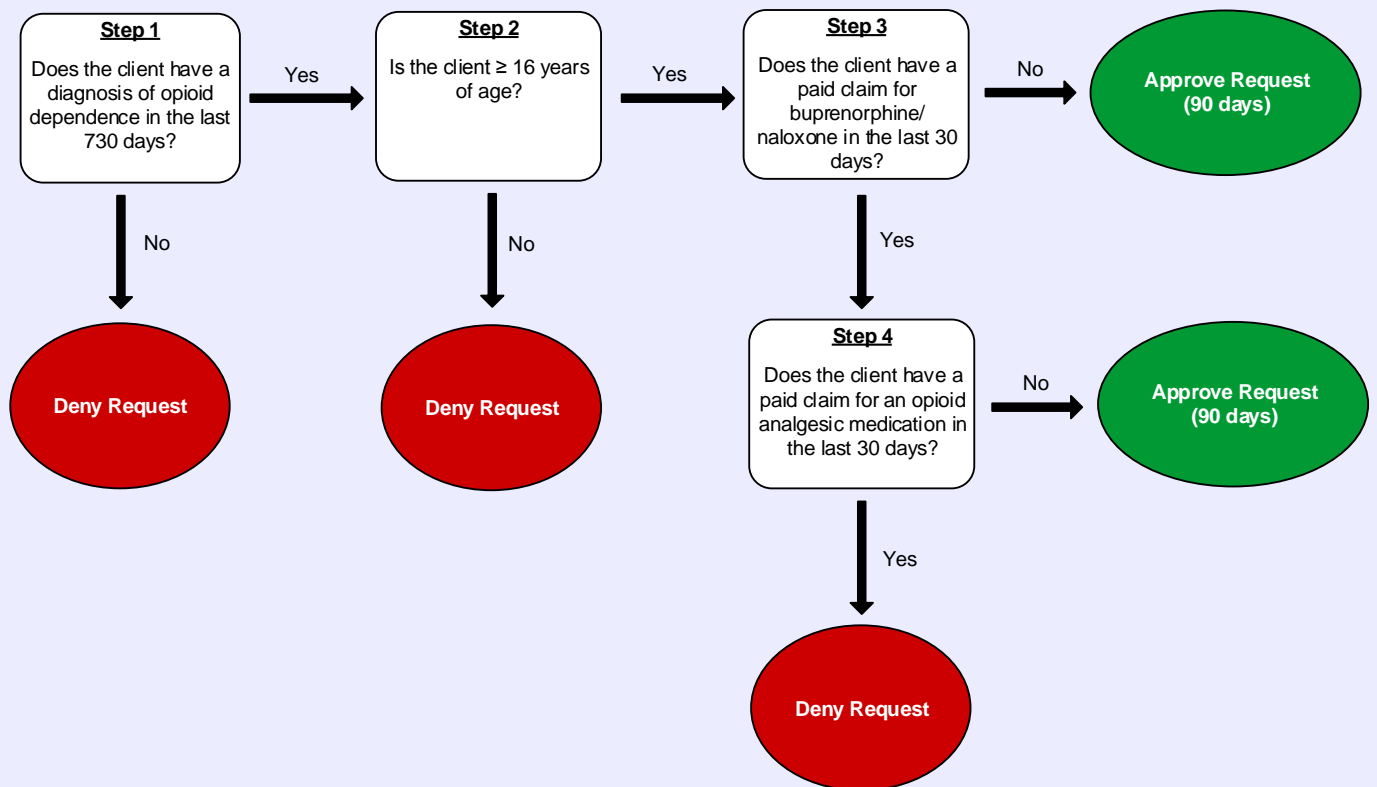 Step 1
Does the client have a
diagnosis of opioid
dependence in the last
730 days?
Yes
Step 2
Is the client ≥ 16 years
of age?
Yes
Step 3
Does the client have a
paid claim for
buprenorphine/
naloxone in the last 30
days?
No
Approve Request
(90 days)
No
No
Yes
Deny Request
Deny Request
Step 4
Does the client have a
paid claim for an opioid
analgesic medication in
the last 30 days?
No
Approve Request
(90 days)
Yes
Deny Request